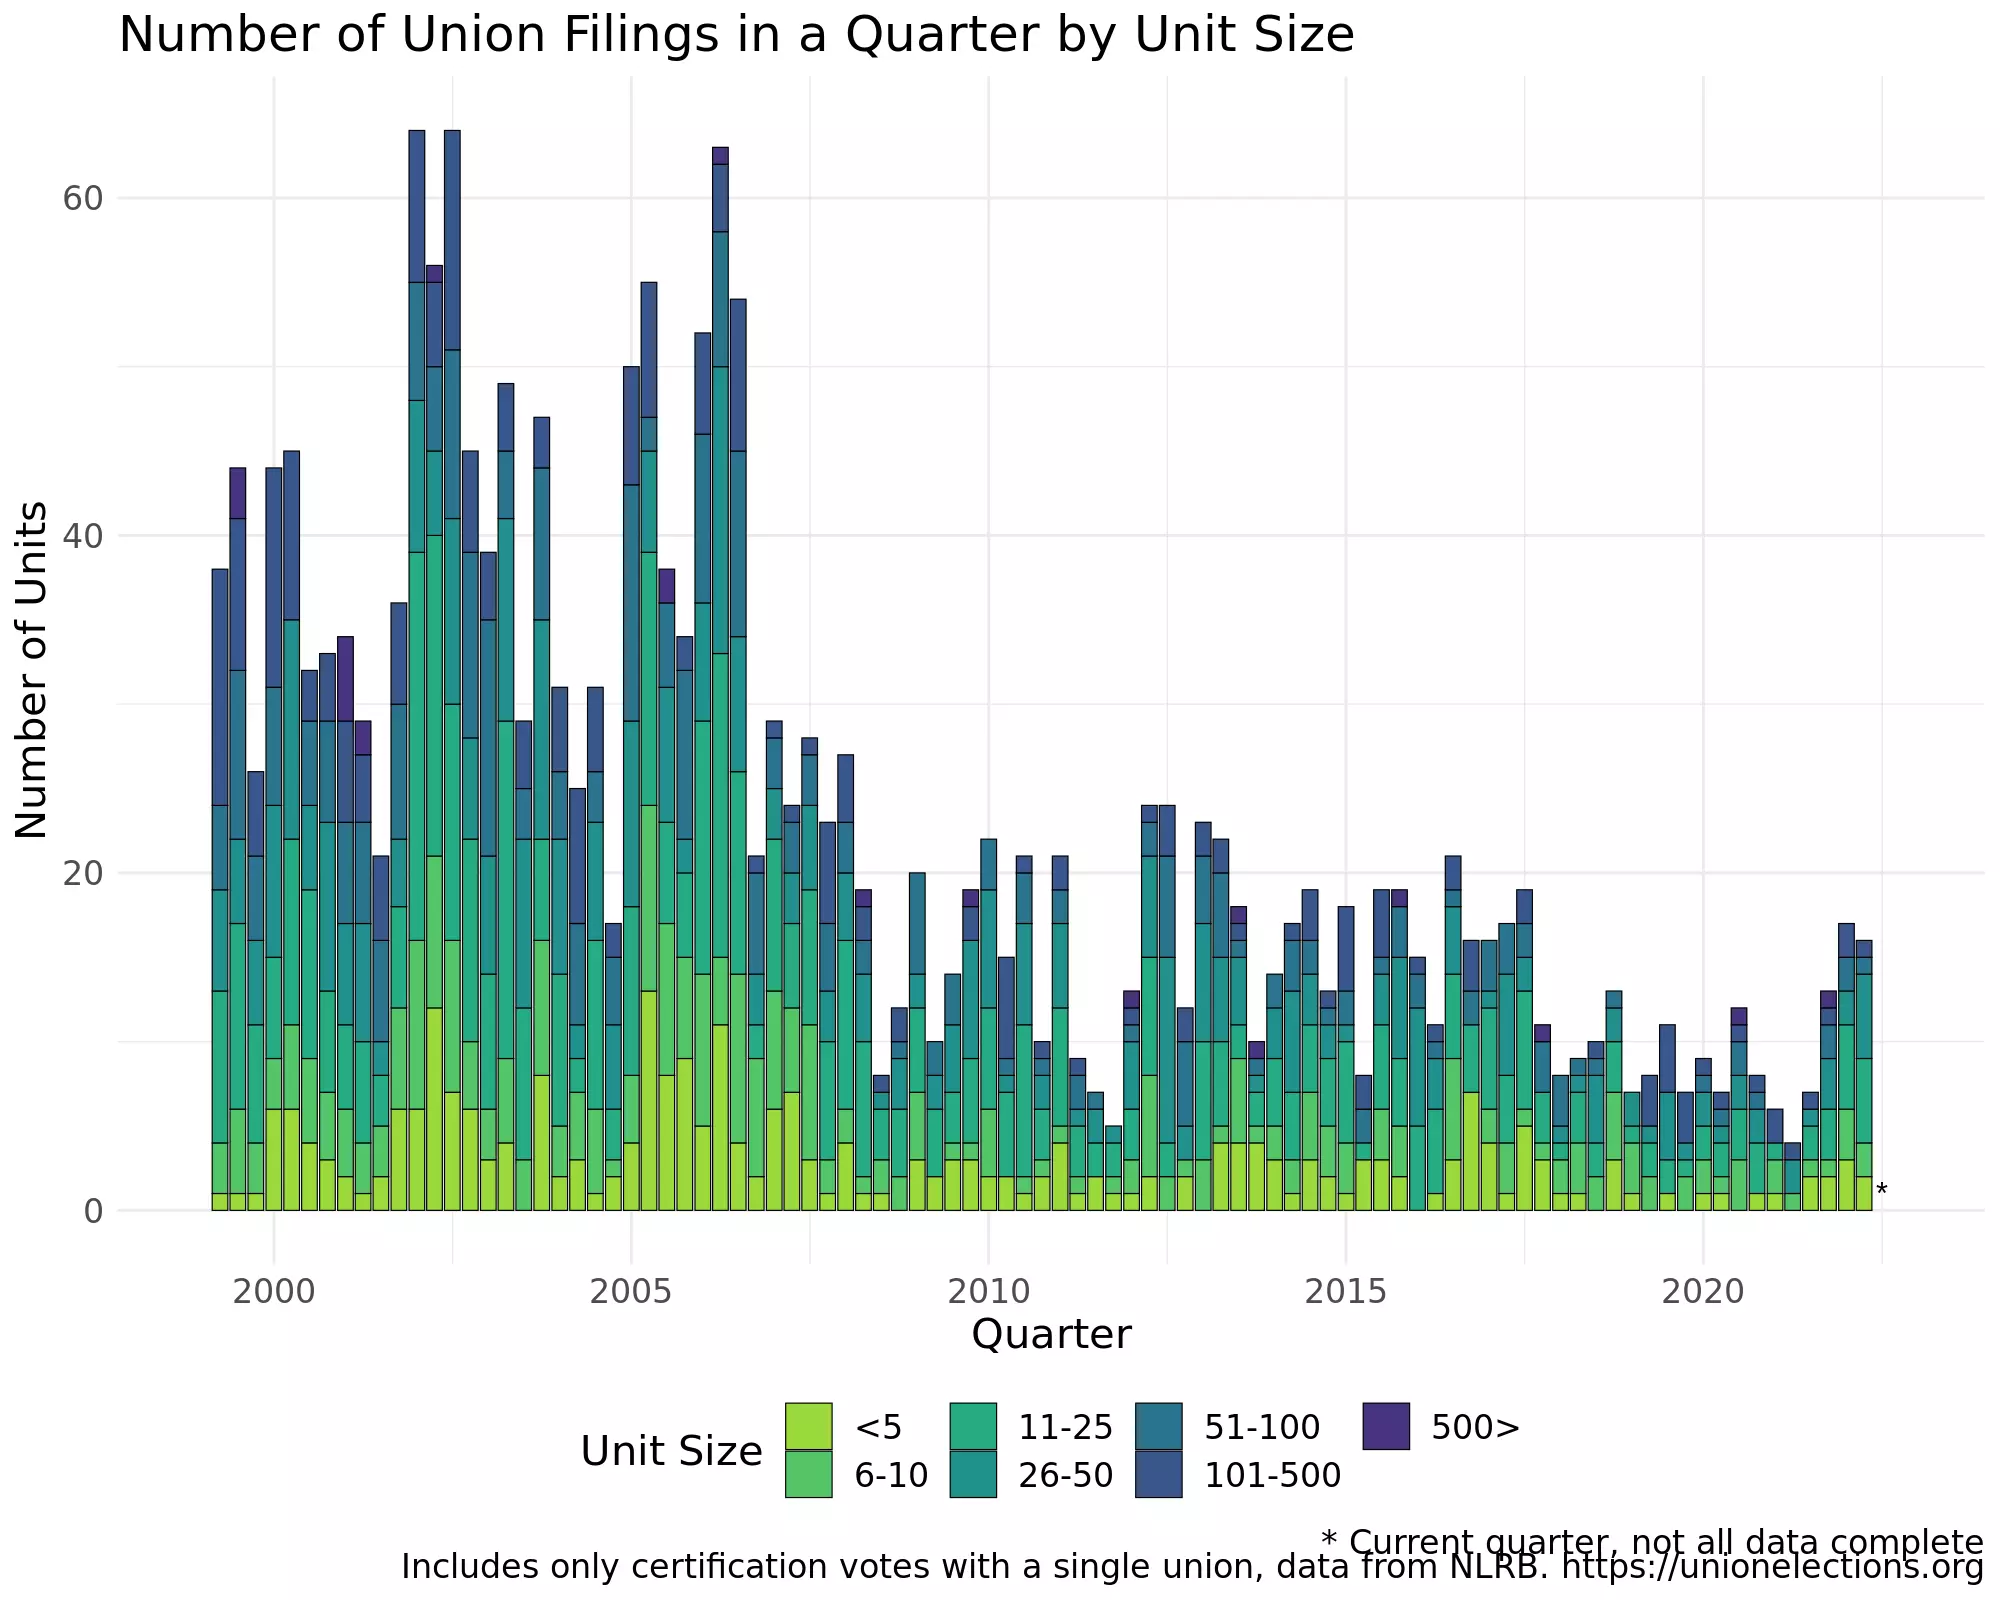 Number of Union Filings in a Quarter by Unit Size
Number of Units
60
40
20
0
*
2000 2005 2010 2015 2020
Quarter
Unit Size
<5 11-25 51-100 500>
6-10 26-50 101-500
* Current quarter, not all data complete
Includes only certification votes with a single union, data from NLRB. https://unionelections.org